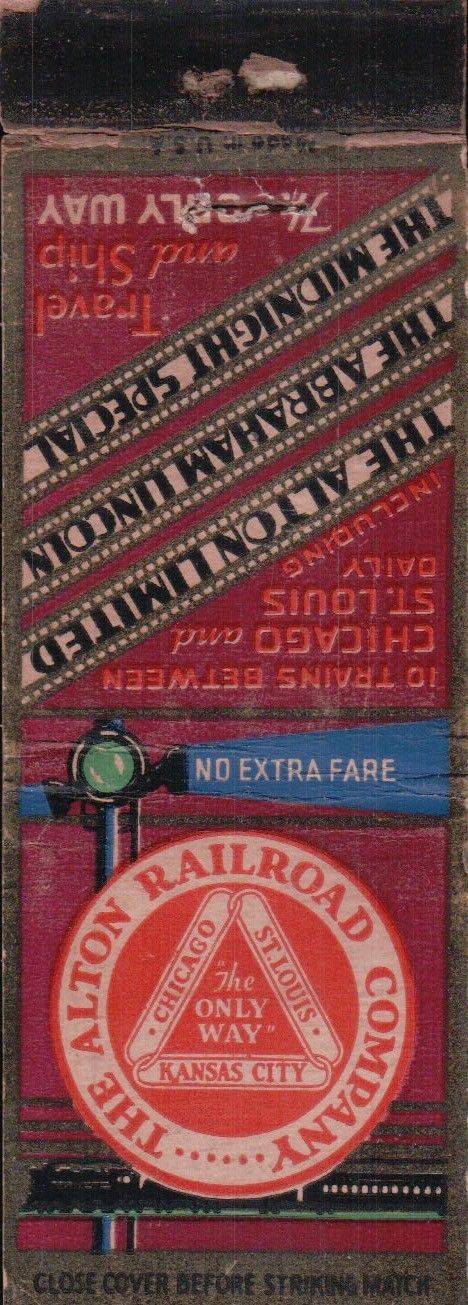 Made in U.S.A.
10 TRAINS BETWEEN
CHICAGO and
ST. LOUIS
DAILY
INCLUDING
THE ALTON LIMITED
THE ABRAHAM LINCOLN
THE MIDNIGHT SPECIAL
Travel
and Ship
The ONLY WAY
NO EXTRA FARE
THE ALTON RAILROAD COMPANY
CHICAGO
ST. LOUIS
KANSAS CITY
"The
ONLY
WAY"
CLOSE COVER BEFORE STRIKING MATCH